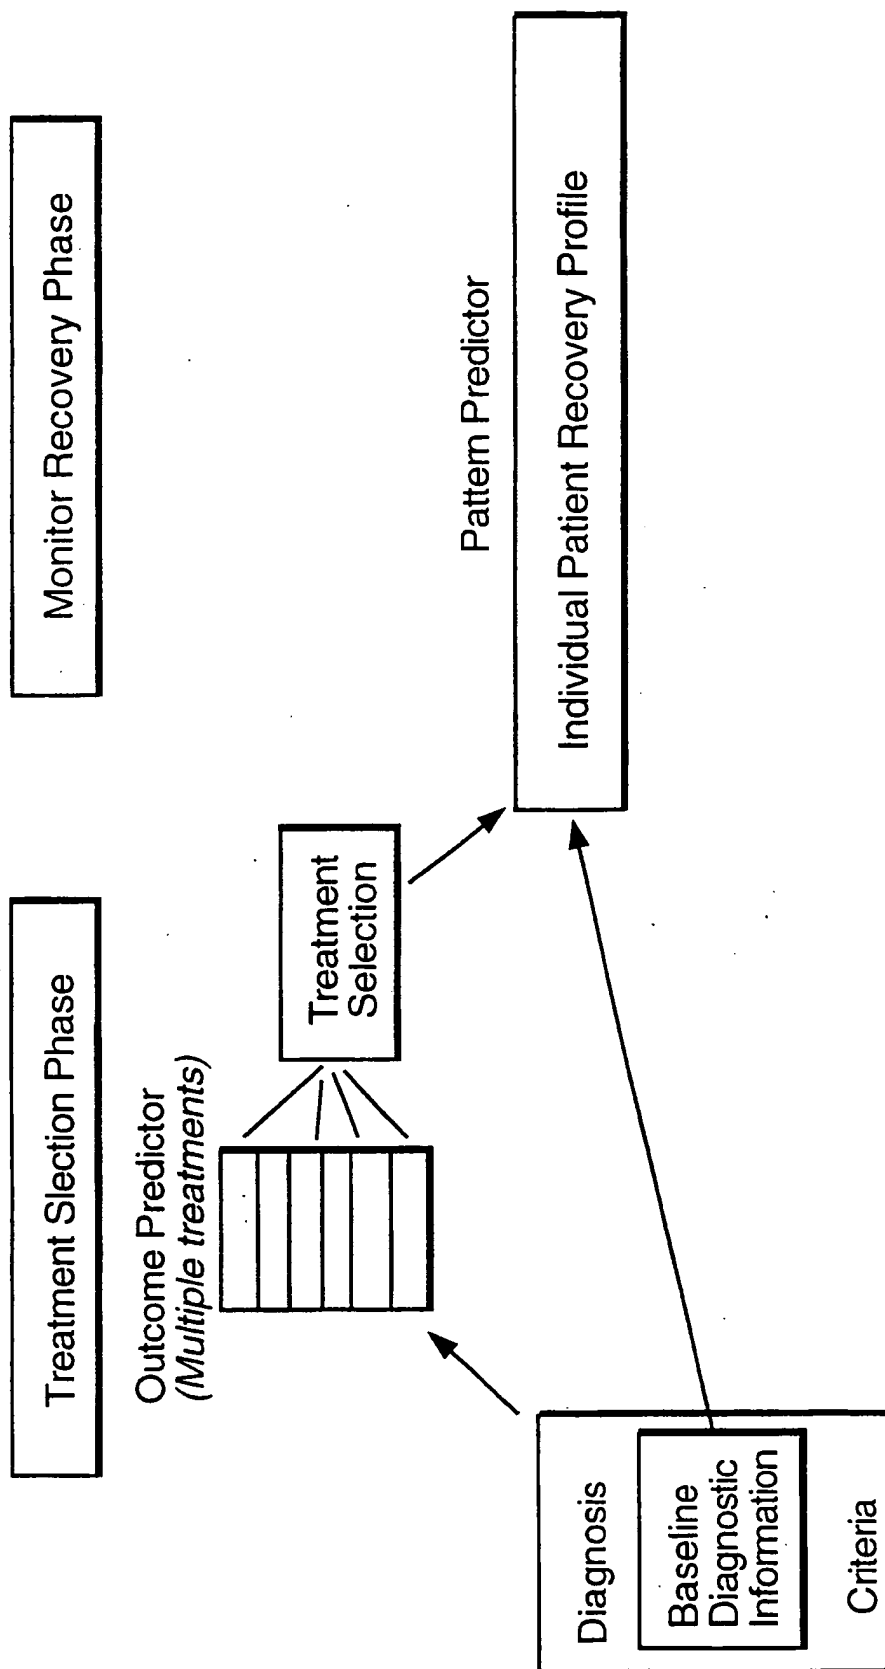 Treatment Slection Phase
Monitor Recovery Phase
Outcome Predictor
(Multiple treatments)
Treatment
Selection
Pattern Predictor
Individual Patient Recovery Profile
Diagnosis
Baseline
Diagnostic
Information
Criteria